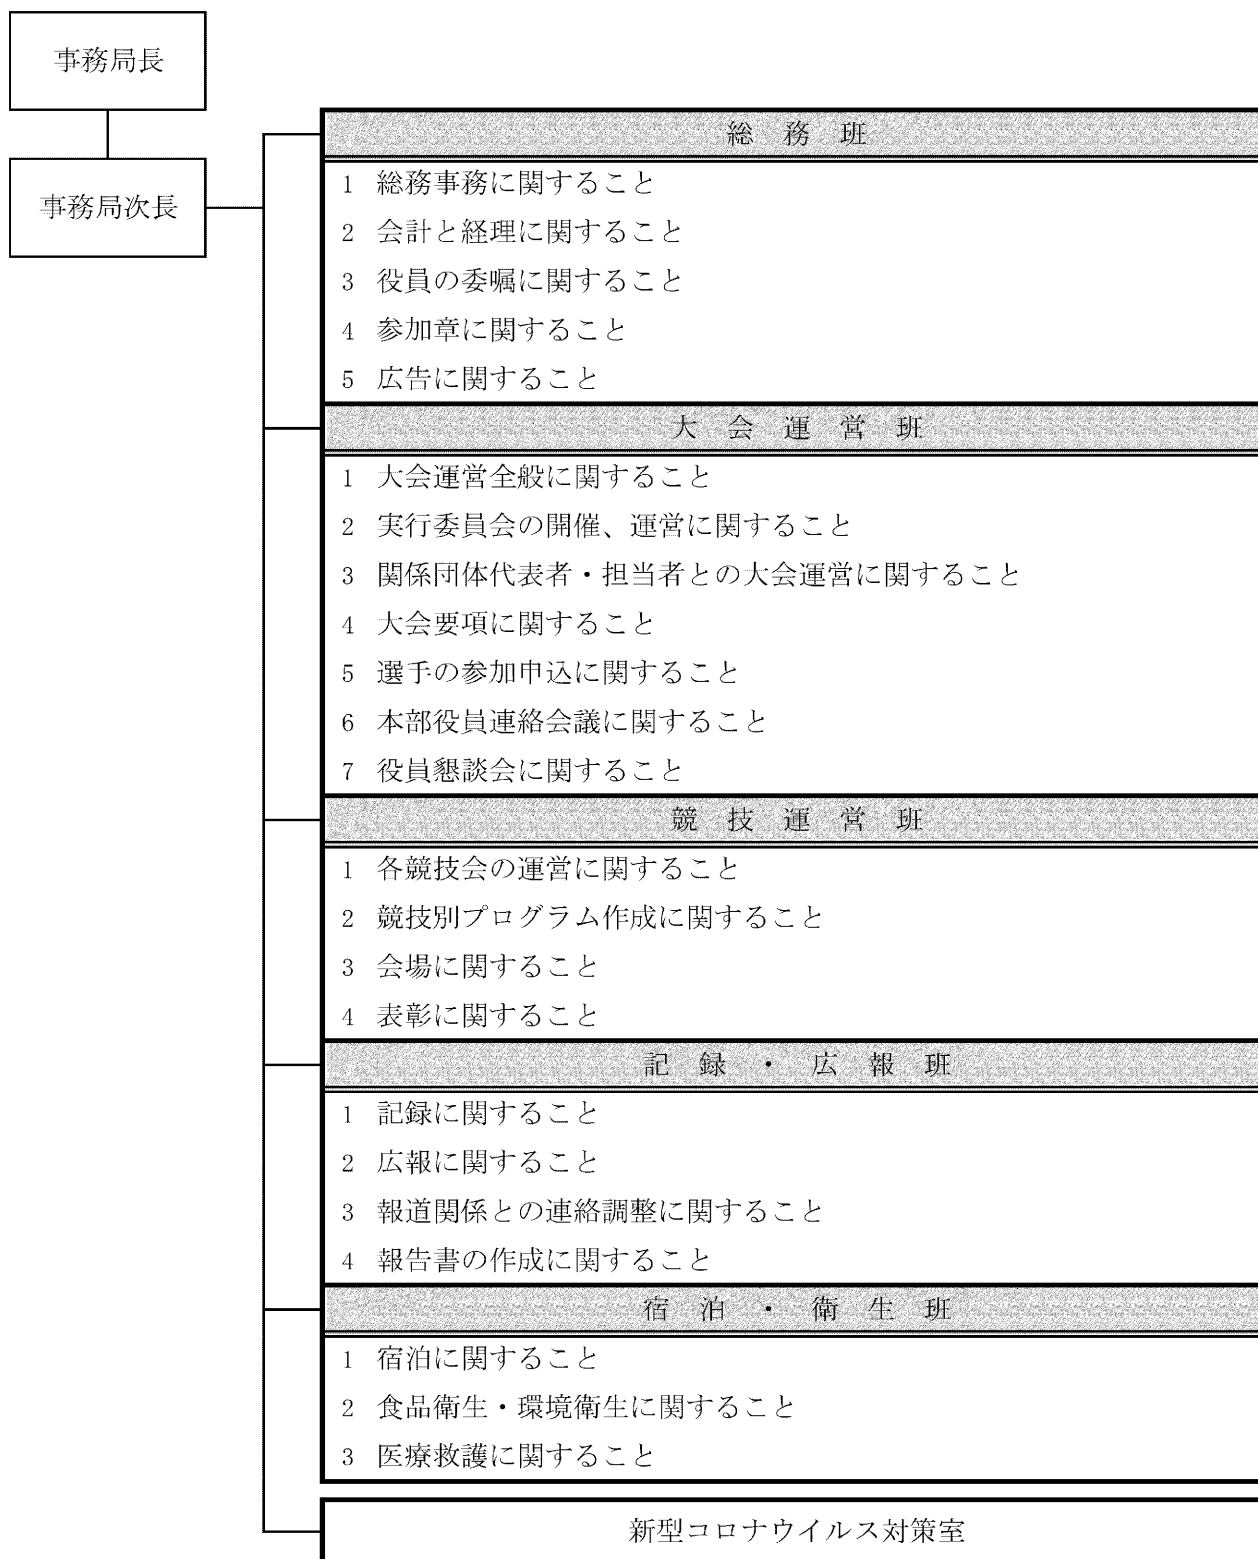 事務局長
事務局次長
総務班
1 総務事務に関すること
2 会計と経理に関すること
3 役員の委嘱に関すること
4 参加章に関すること
5 広告に関すること
大会運営班
1 大会運営全般に関すること
2 実行委員会の開催、運営に関すること
3 関係団体代表者・担当者との大会運営に関すること
4 大会要項に関すること
5 選手の参加申込に関すること
6 本部役員連絡会議に関すること
7 役員懇談会に関すること
競技運営班
1 各競技会の運営に関すること
2 競技別プログラム作成に関すること
3 会場に関すること
4 表彰に関すること
記録・広報班
1 記録に関すること
2 広報に関すること
3 報道関係との連絡調整に関すること
4 報告書の作成に関すること
宿泊・衛生班
1 宿泊に関すること
2 食品衛生・環境衛生に関すること
3 医療救護に関すること
新型コロナウイルス対策室